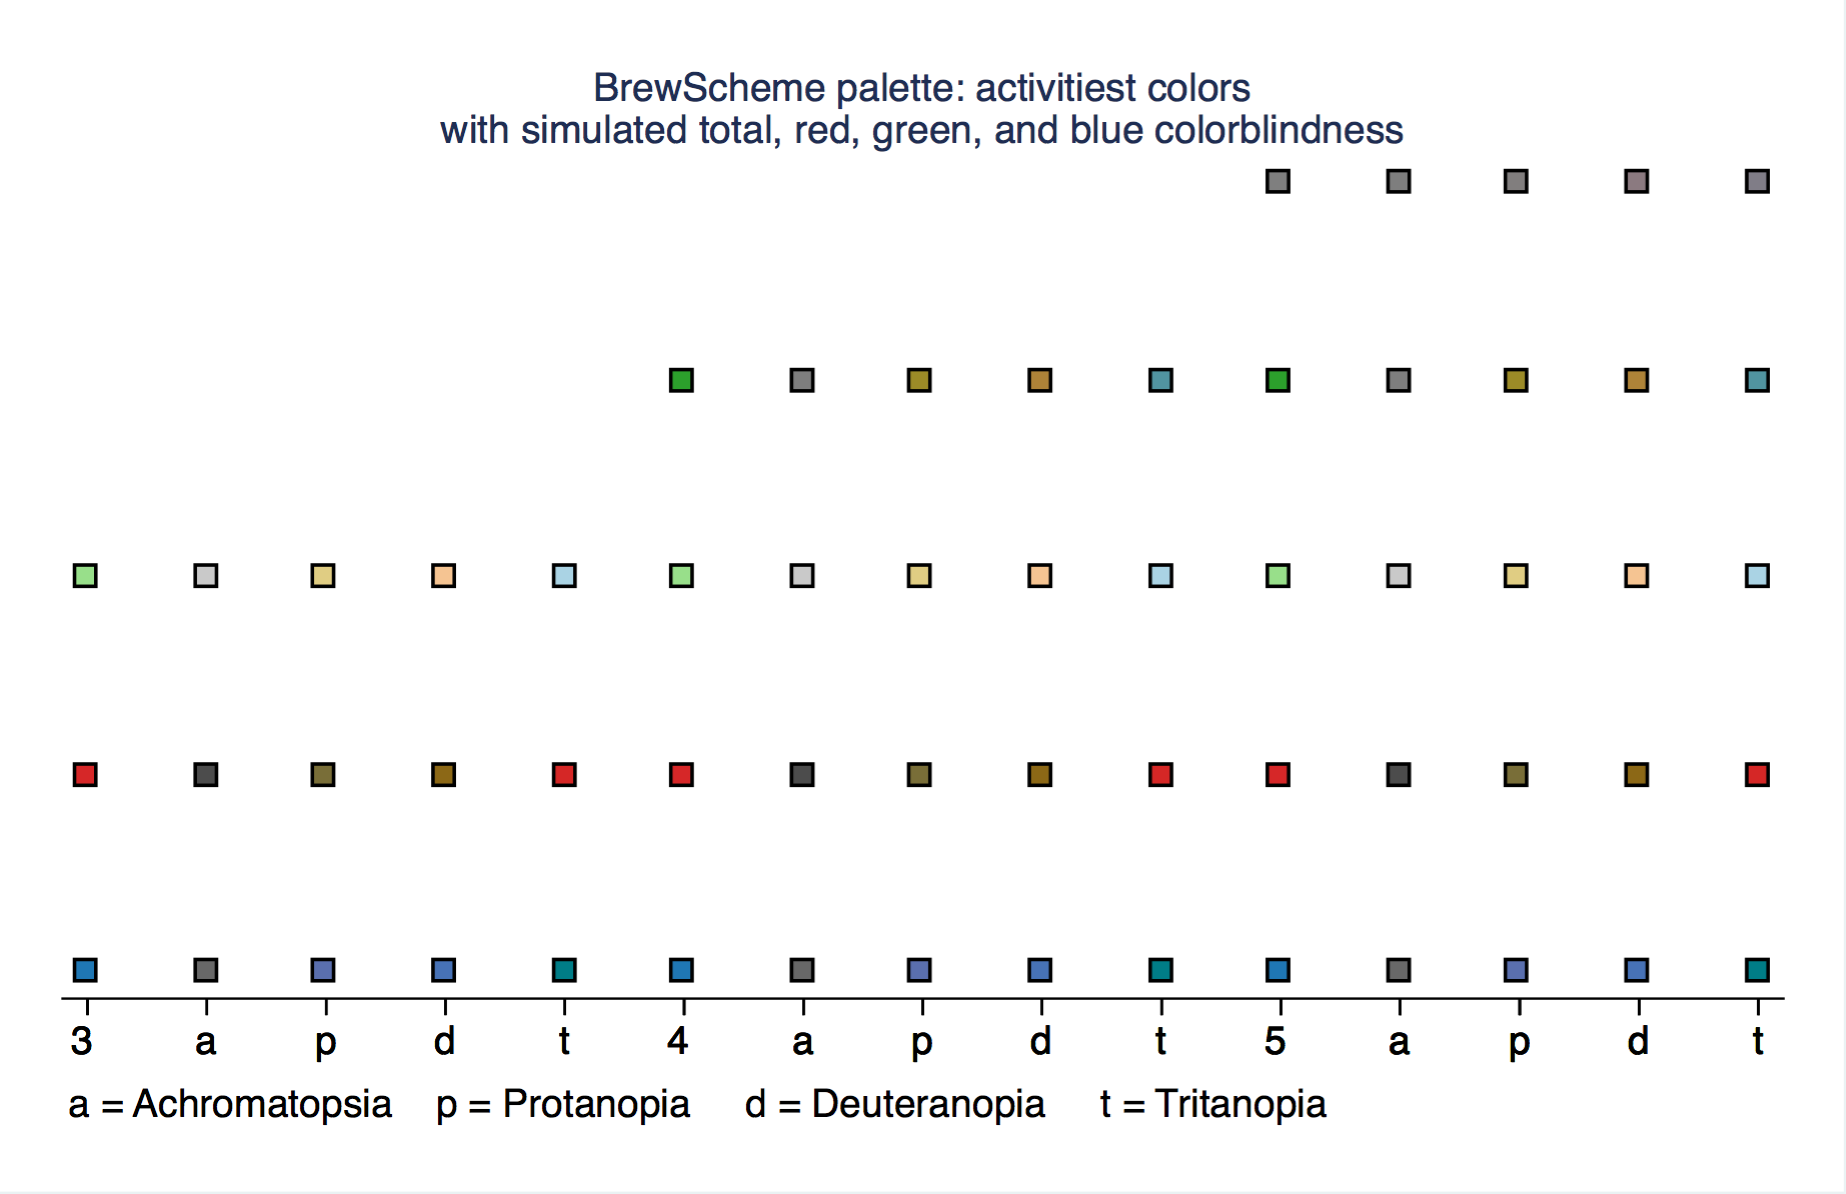 BrewScheme palette: activitiest colors
with simulated total, red, green, and blue colorblindness
3 a p d t 4 a p d t 5 a p d t
a = Achromatopsia p = Protanopia d = Deuteranopia t = Tritanopia